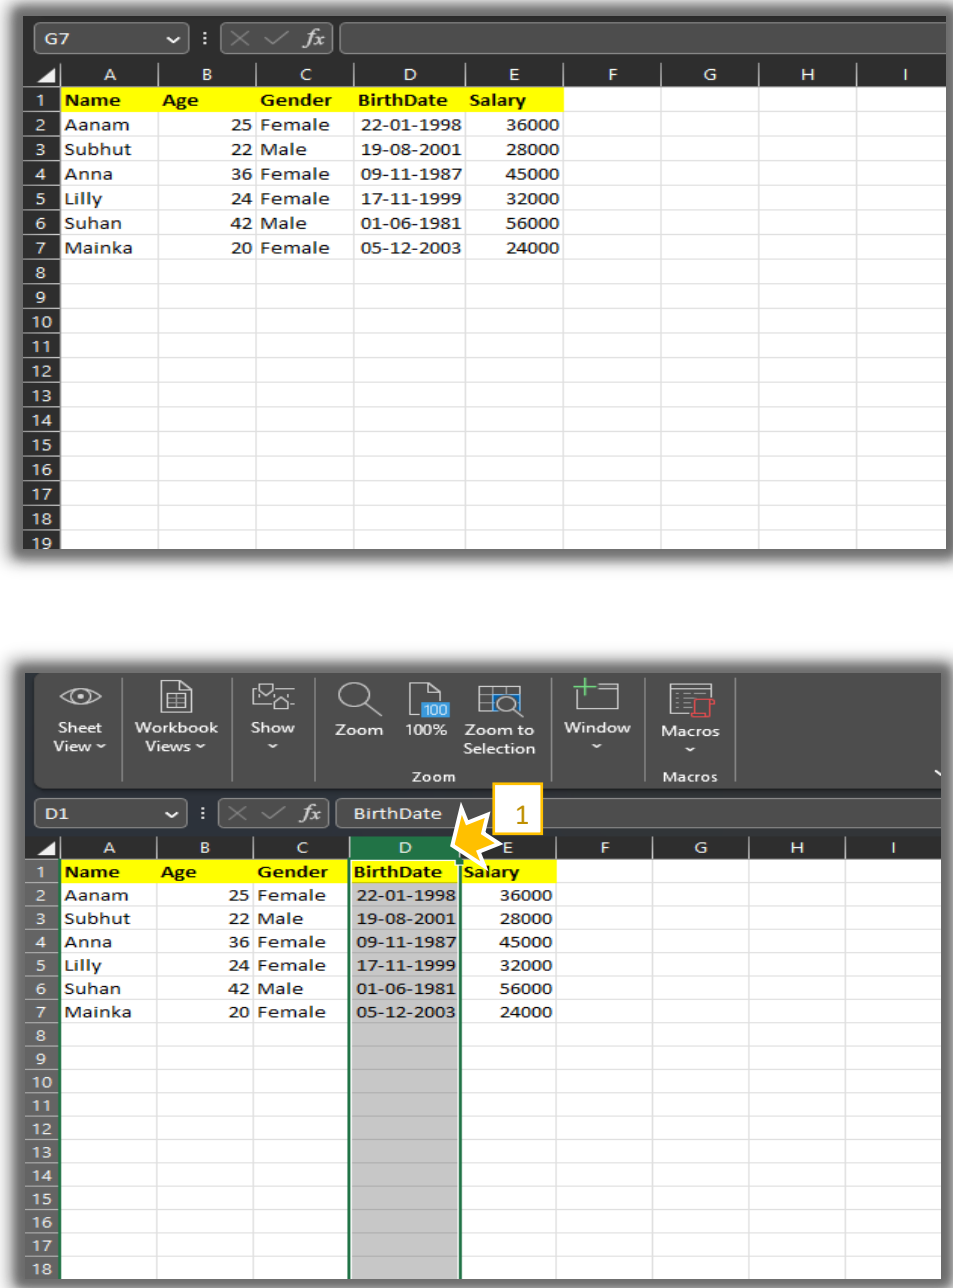 G7 fx
A B C D E F G H I
1 Name Age Gender BirthDate Salary
2 Aanam 25 Female 22-01-1998 36000
3 Subhut 22 Male 19-08-2001 28000
4 Anna 36 Female 09-11-1987 45000
5 Lilly 24 Female 17-11-1999 32000
6 Suhan 42 Male 01-06-1981 56000
7 Mainka 20 Female 05-12-2003 24000
8
9
10
11
12
13
14
15
16
17
18
19
100
Sheet Workbook Show Zoom 100% Zoom to Window Macros
View Views Selection
Zoom Macros
D1 fx BirthDate 1
A B C D E F G H I
1 Name Age Gender BirthDate Salary
2 Aanam 25 Female 22-01-1998 36000
3 Subhut 22 Male 19-08-2001 28000
4 Anna 36 Female 09-11-1987 45000
5 Lilly 24 Female 17-11-1999 32000
6 Suhan 42 Male 01-06-1981 56000
7 Mainka 20 Female 05-12-2003 24000
8
9
10
11
12
13
14
15
16
17
18